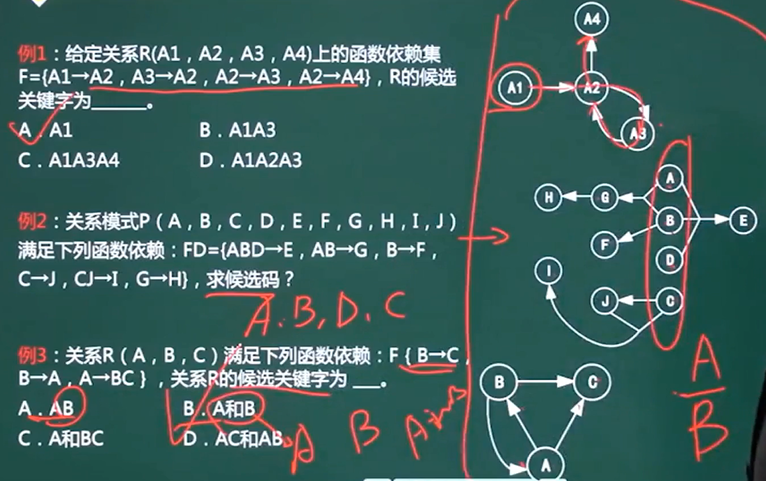 例1：给定关系R(A1，A2，A3，A4)上的函数依赖集
F={A1→A2，A3→A2，A2→A3，A2→A4}，R的候选
关键字为______。
A．A1 B．A1A3
C．A1A3A4 D．A1A2A3
A4
A1 A2
A3
例2：关系模式P（A，B，C，D，E，F，G，H，I，J）
满足下列函数依赖：FD={ABD→E，AB→G，B→F，
C→J，CJ→I，G→H}，求候选码？
A.B,D.C
A
H G
B E
F
D
I
J C
例3：关系R（A，B，C）满足下列函数依赖：F{ B→C，
B→A，A→BC }，关系R的候选关键字为 ___。
A．AB B．A和B
C．A和BC D．AC和AB
A B
B C
A
A
B